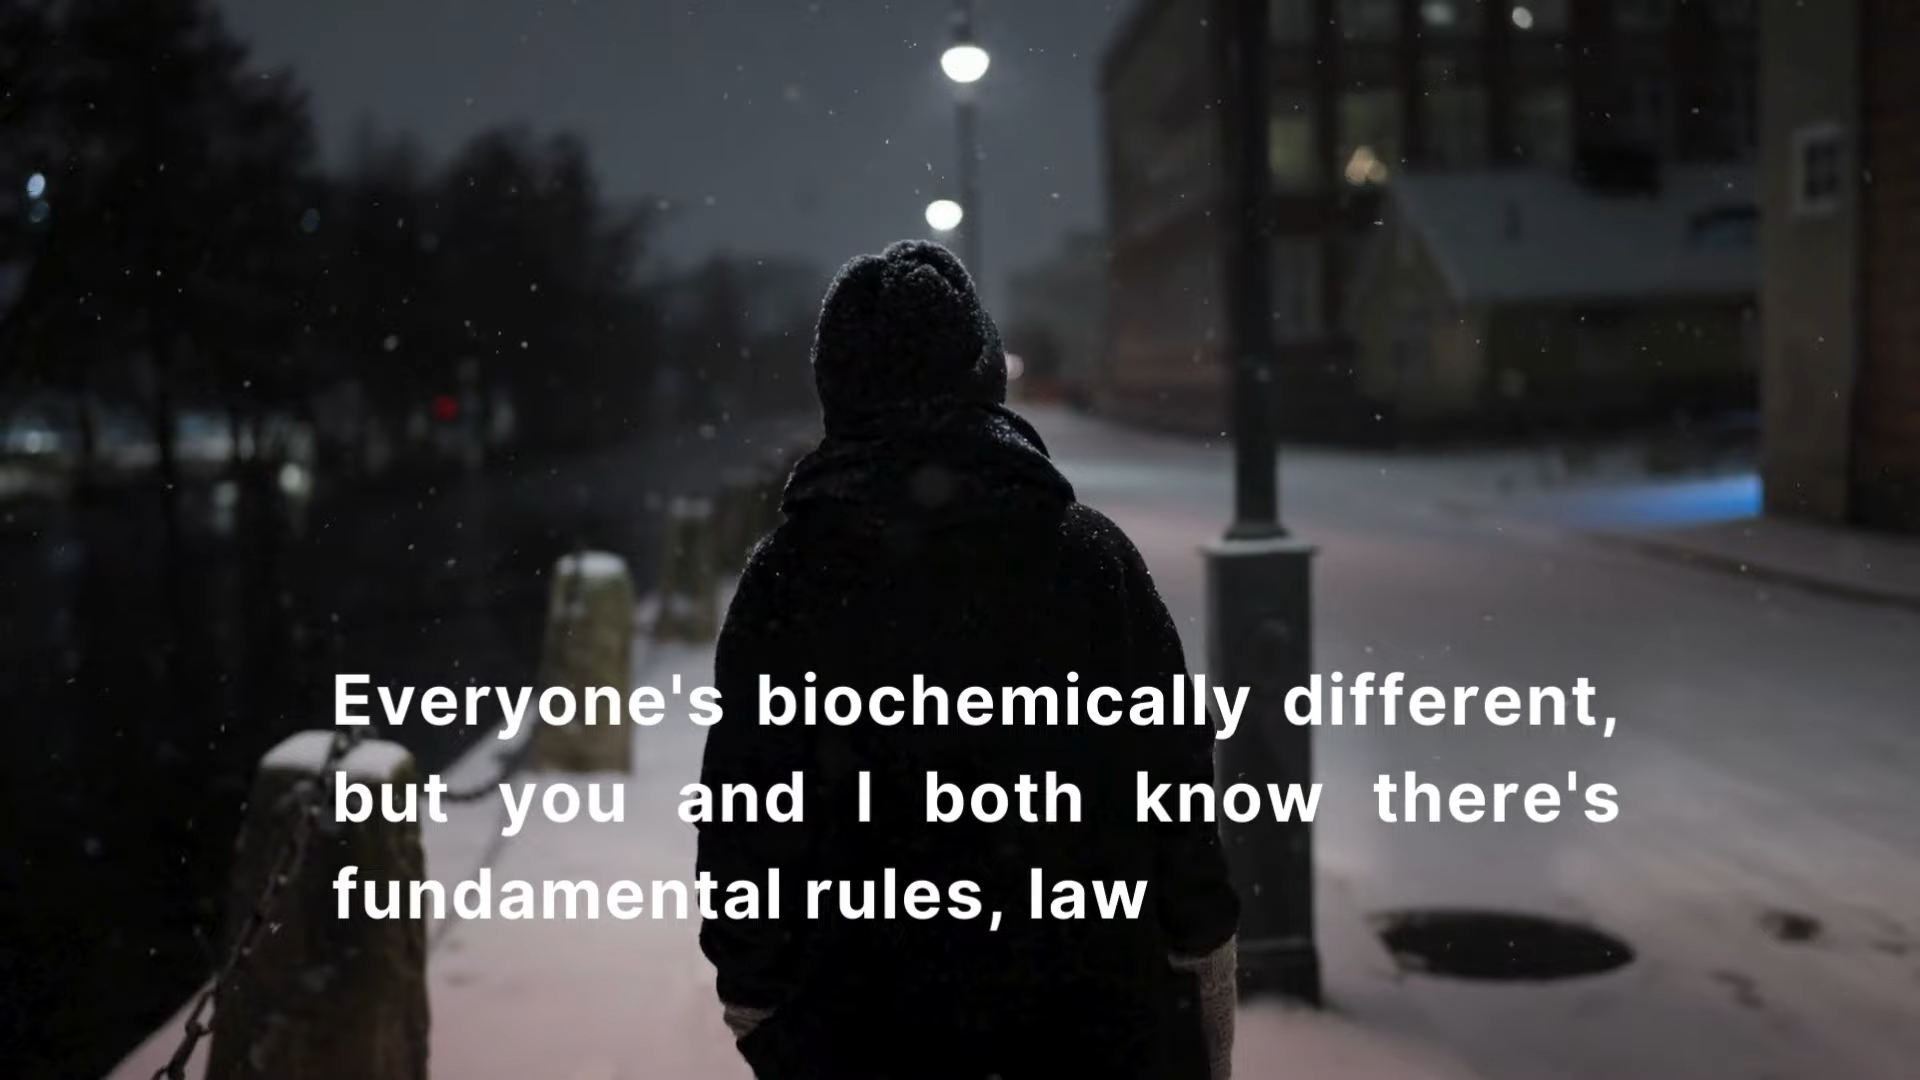 Everyone's biochemically different,
but you and I both know there's
fundamental rules, law